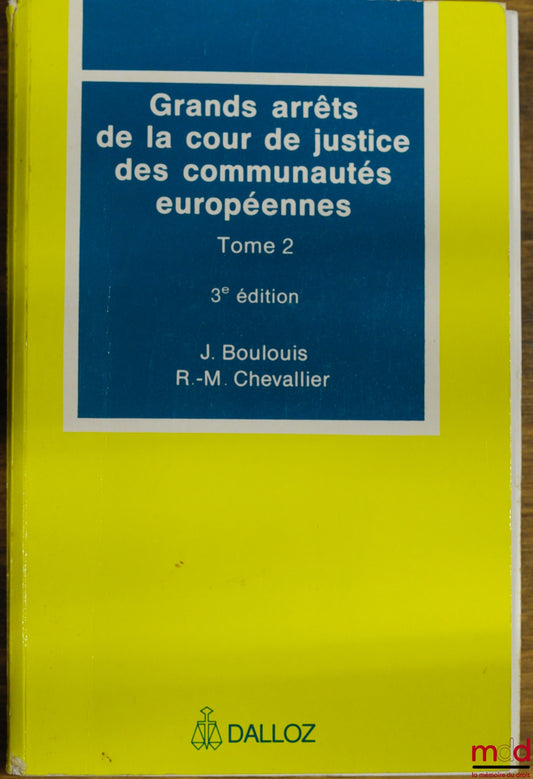 Grands arrêts
de la cour de justice
des communautés
européennes
Tome 2
3e édition
J. Boulouis
R.-M. Chevallier
DALLOZ
mdd
la mémoire du droit